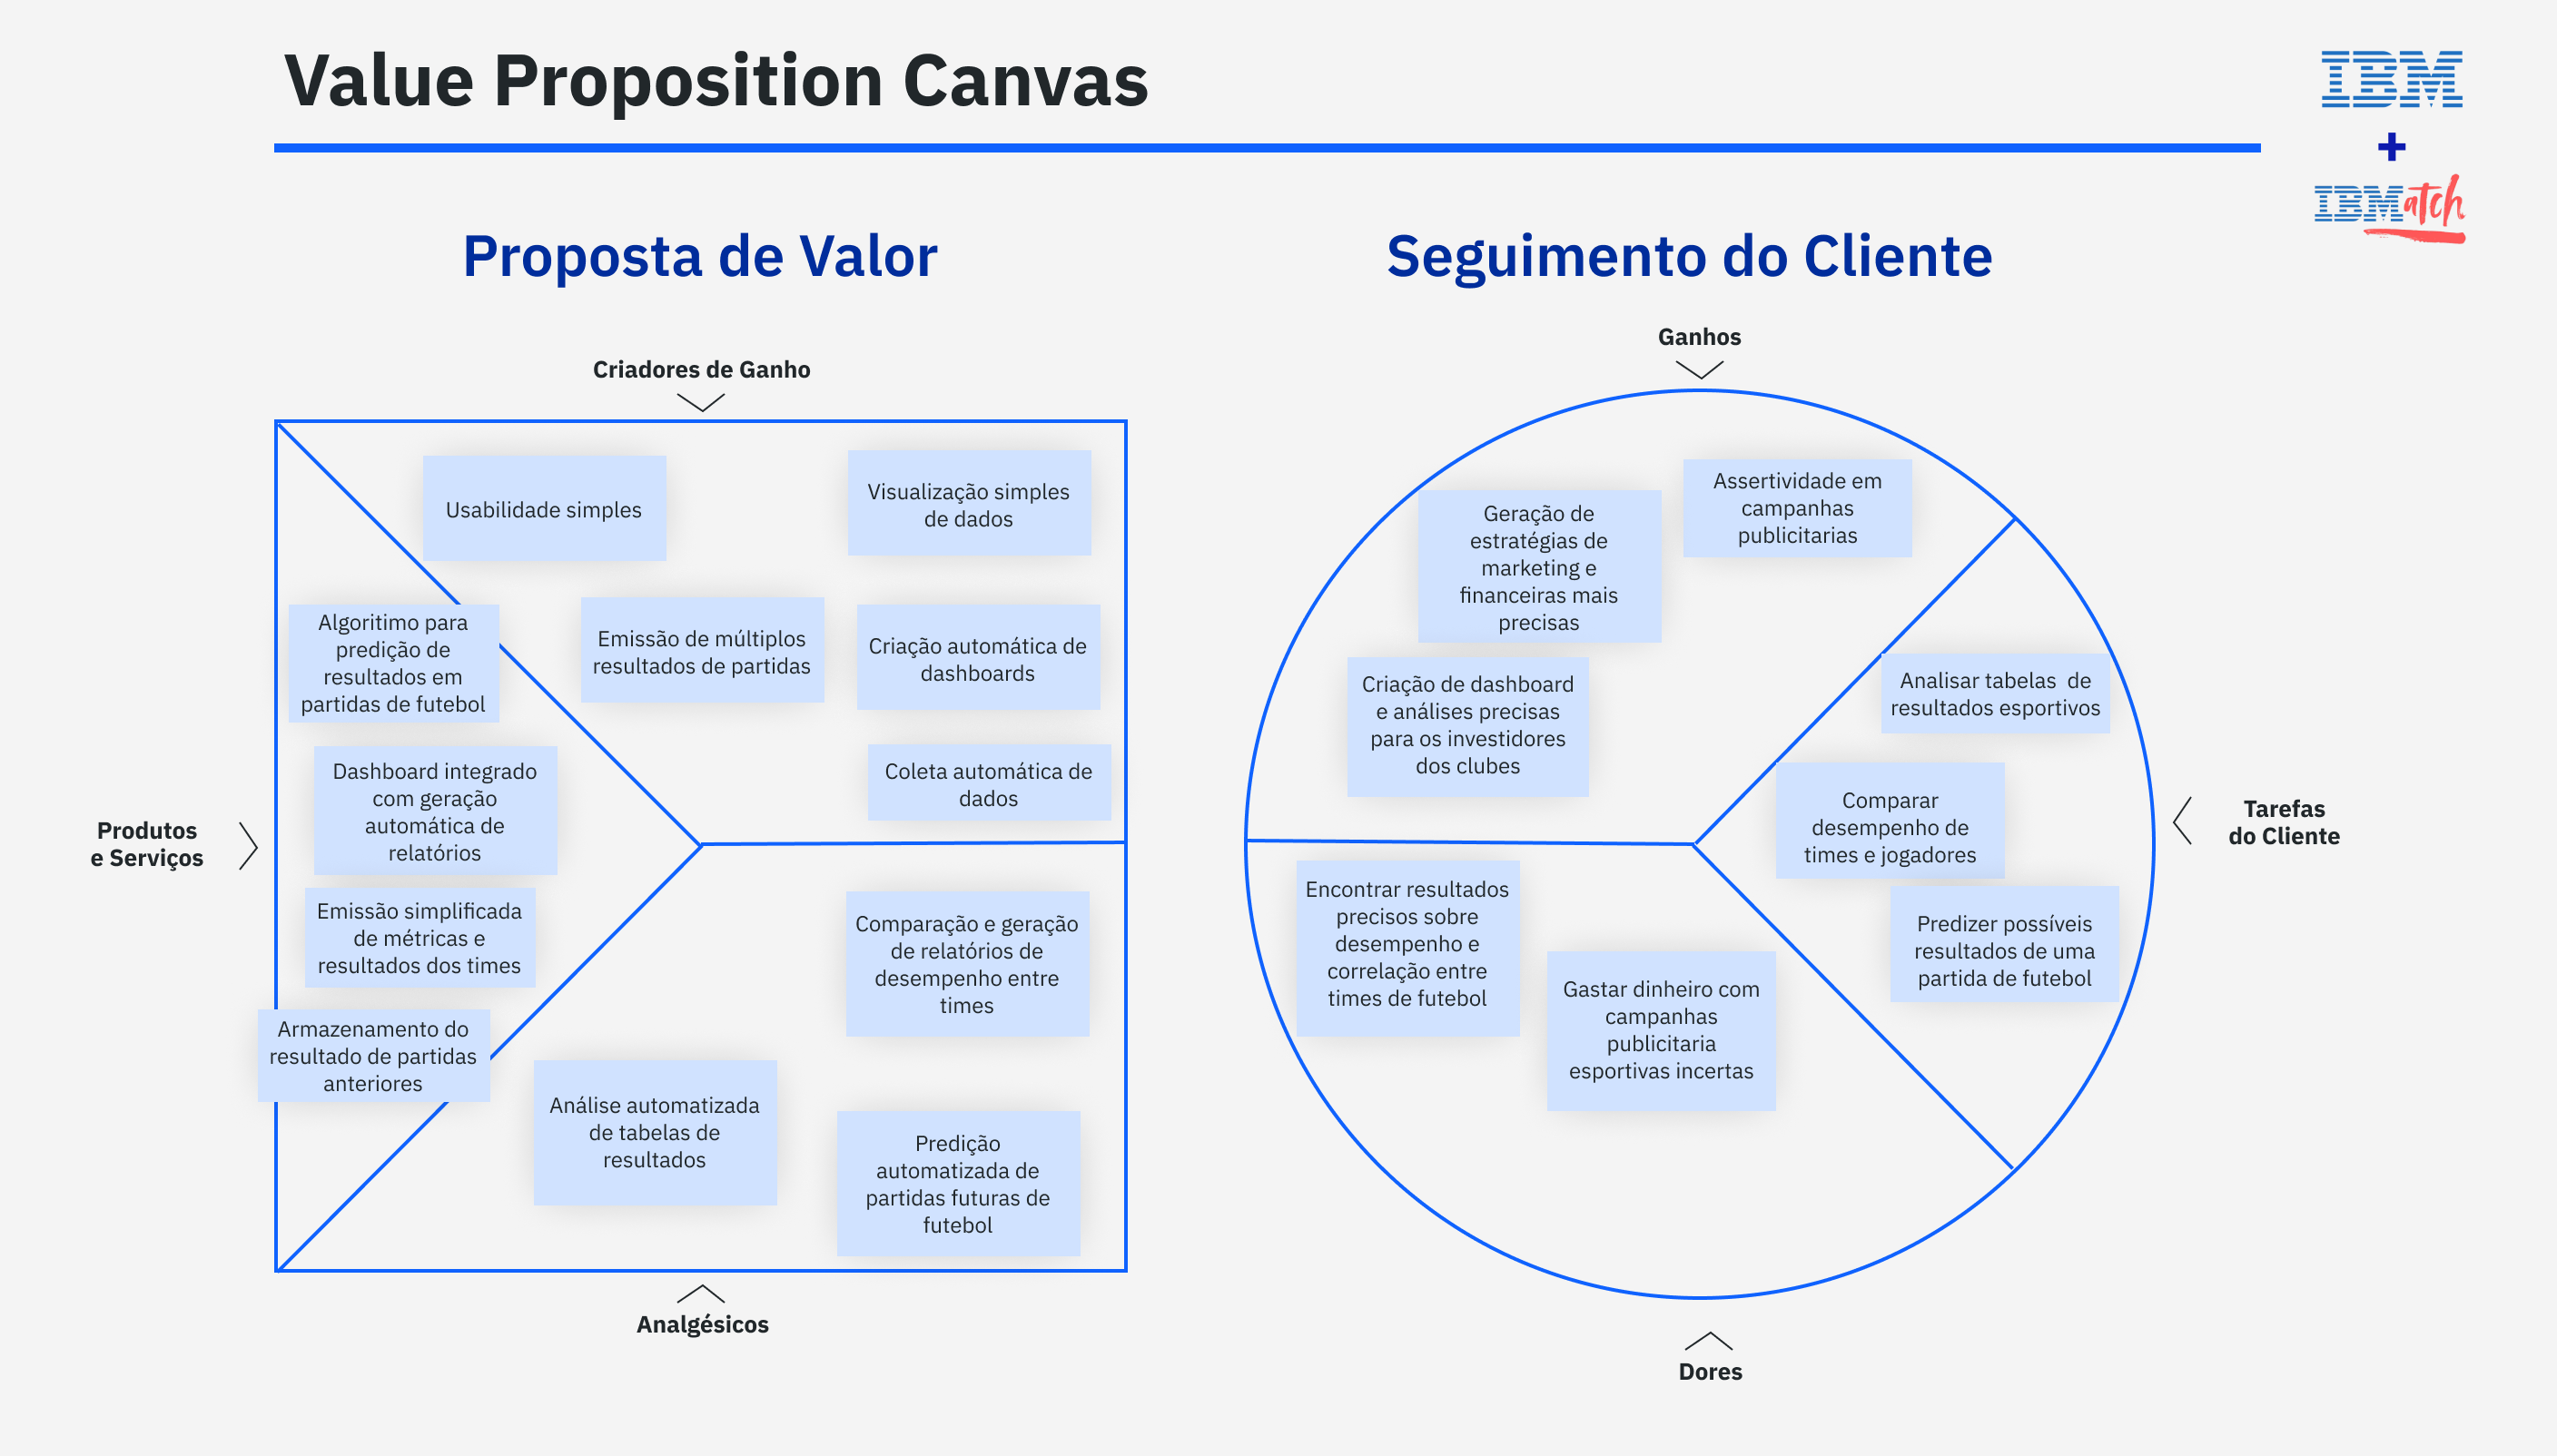 Value Proposition Canvas
IBM
+
IBMatch
Proposta de Valor
Seguimento do Cliente
Criadores de Ganho
Usabilidade simples
Visualização simples
de dados
Emissão de múltiplos
resultados de partidas
Criação automática de
dashboards
Coleta automática de
dados
Produtos
e Serviços
Algoritimo para
predição de
resultados em
partidas de futebol
Dashboard integrado
com geração
automática de
relatórios
Emissão simplificada
de métricas e
resultados dos times
Armazenamento do
resultado de partidas
anteriores
Comparação e geração
de relatórios de
desempenho entre
times
Análise automatizada
de tabelas de
resultados
Predição
automatizada de
partidas futuras de
futebol
Analgésicos
Ganhos
Geração de
estratégias de
marketing e
financeiras mais
precisas
Assertividade em
campanhas
publicitarias
Criação de dashboard
e análises precisas
para os investidores
dos clubes
Analisar tabelas  de
resultados esportivos
Comparar
desempenho de
times e jogadores
Predizer possíveis
resultados de uma
partida de futebol
Tarefas
do Cliente
Encontrar resultados
precisos sobre
desempenho e
correlação entre
times de futebol
Gastar dinheiro com
campanhas
publicitaria
esportivas incertas
Dores